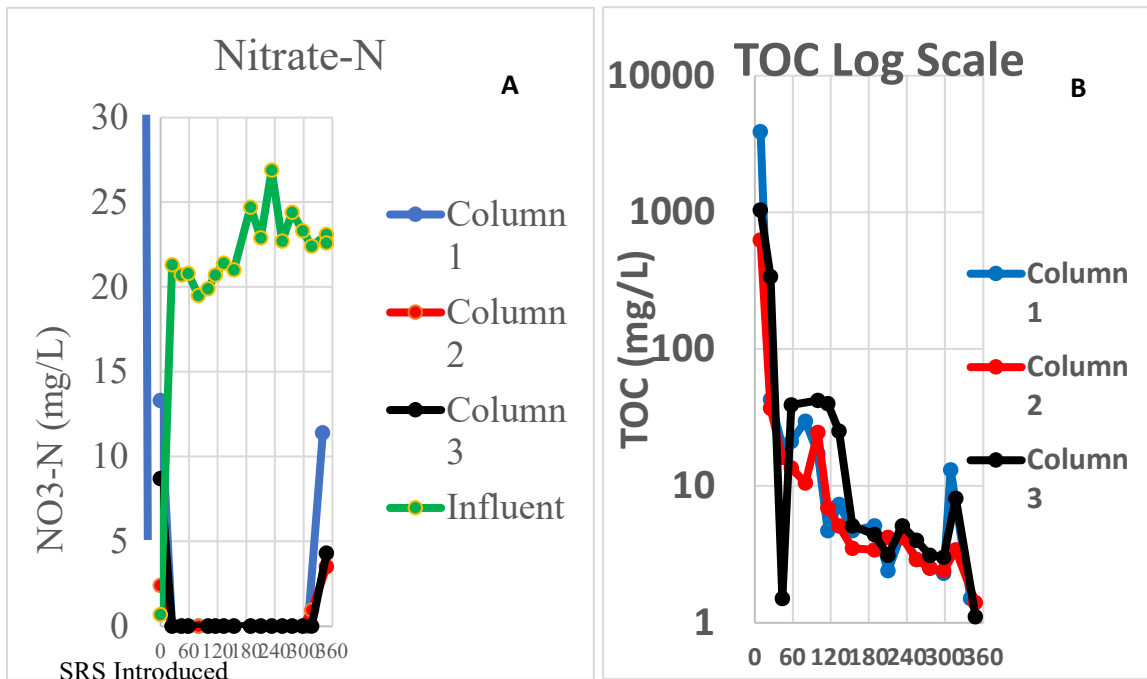 Nitrate-N
A
30
25
20
15
10
5
0
NO3-N (mg/L)
0 60 120 180 240 300 360
SRS Introduced
Column
1
Column
2
Column
3
Influent
TOC Log Scale
B
10000
1000
100
10
1
TOC (mg/L)
0 60 120 180 240 300 360
Column
1
Column
2
Column
3